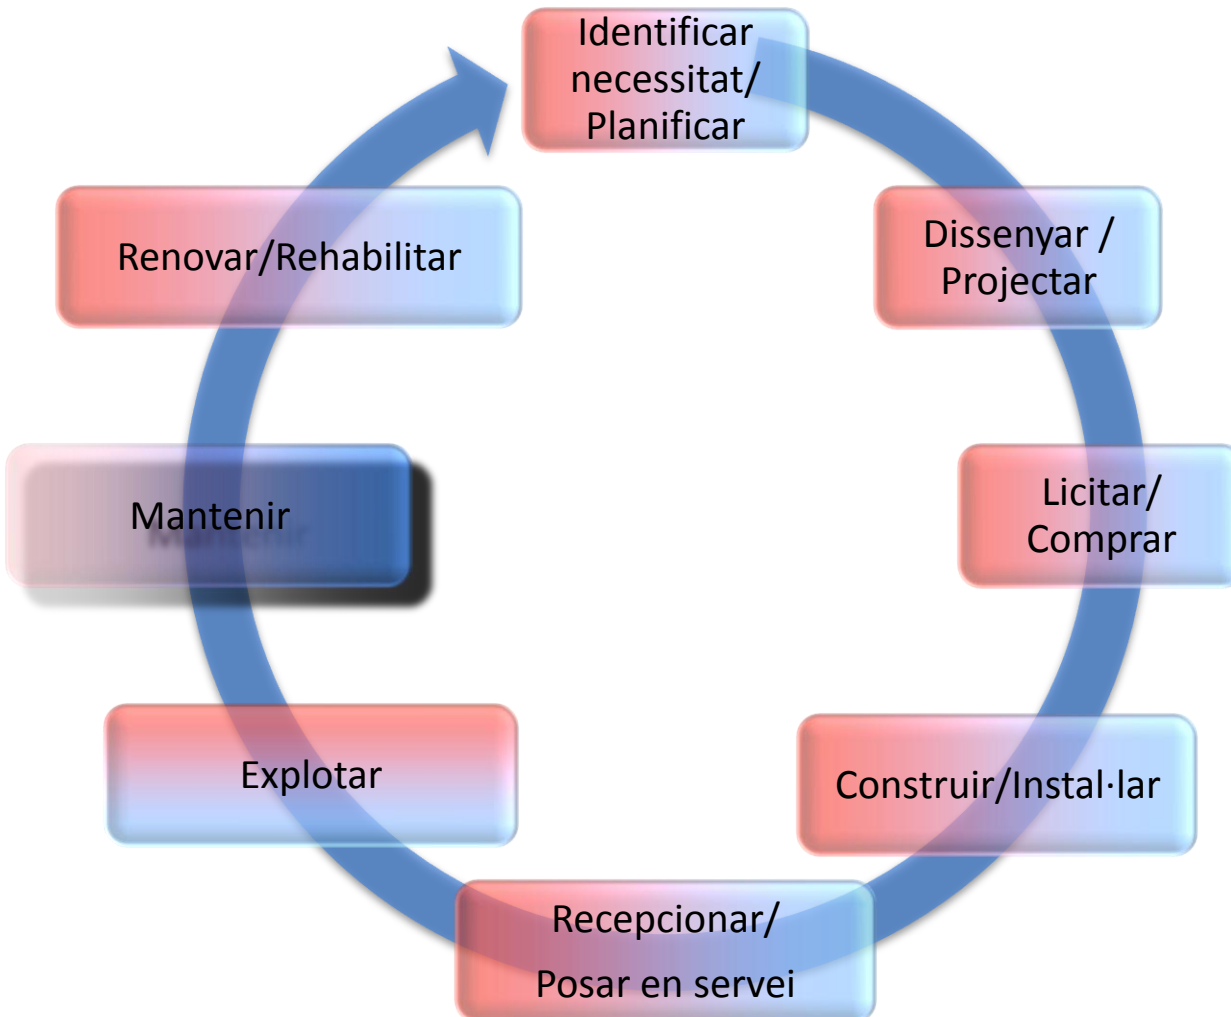 Identificar
necessitat/
Planificar
Dissenyar /
Projectar
Licitar/
Comprar
Construir/Instal·lar
Recepcionar/
Posar en servei
Explotar
Mantenir
Renovar/Rehabilitar